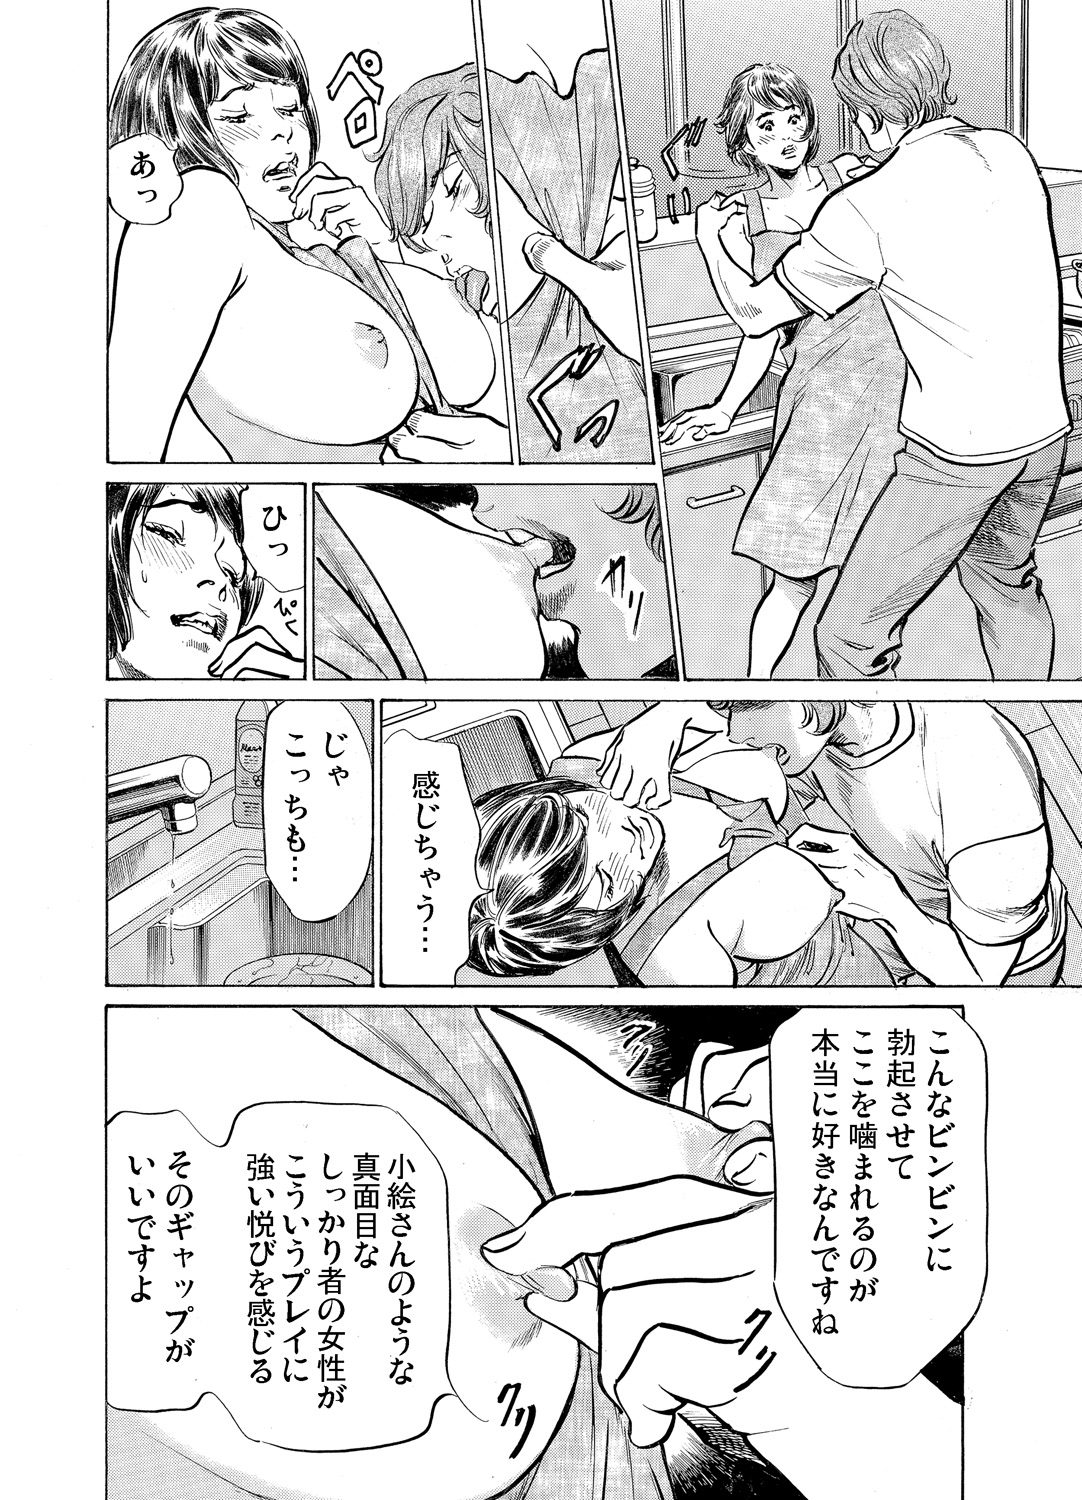 ぐぎゅ
ぐっ
ペロ
あっ
ガリ
ひっ
ぴく
感じちゃう…
じゃ
こっちも…
こんなビンビンに
勃起させて
ここを噛まれるのが
本当に好きなんですね
クリ
クリ
小絵さんのような
真面目な
しっかり者の女性が
こういうプレイに
強い悦びを感じる
そのギャップが
いいですよ